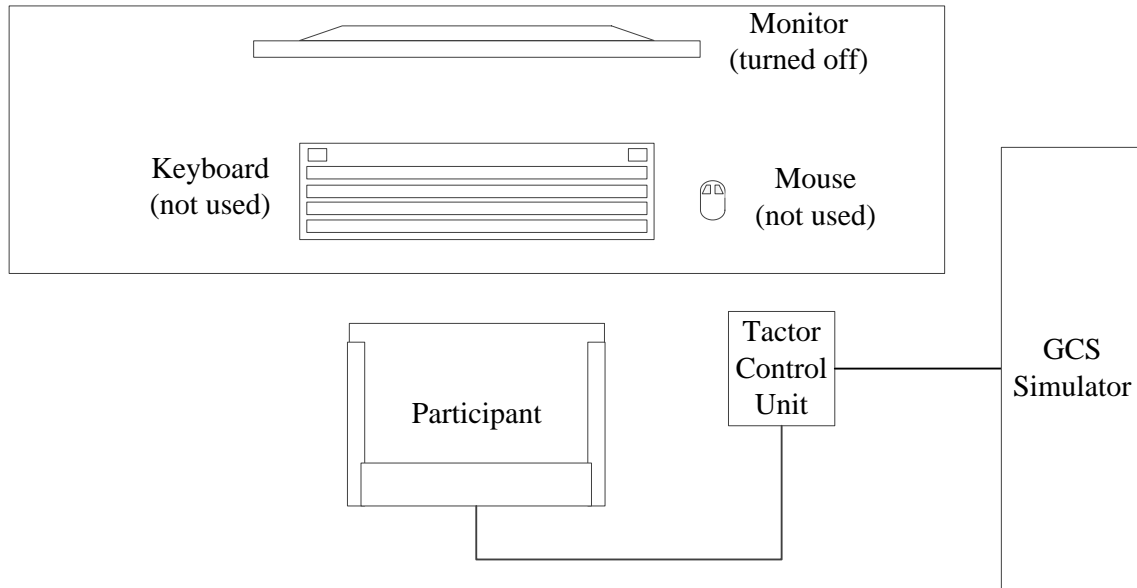 Monitor
(turned off)
Keyboard
(not used)
Mouse
(not used)
Tactor
Control
Unit
GCS
Simulator
Participant